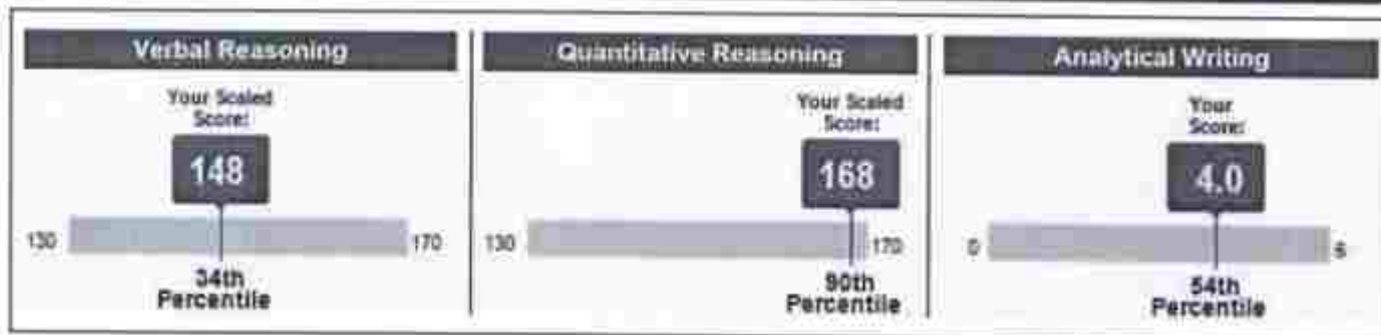 Verbal Reasoning
Your Scaled
Score:
148
130
170
34th
Percentile
Quantitative Reasoning
Your Scaled
Score:
168
130
170
90th
Percentile
Analytical Writing
Your
Score:
4.0
0
6
54th
Percentile